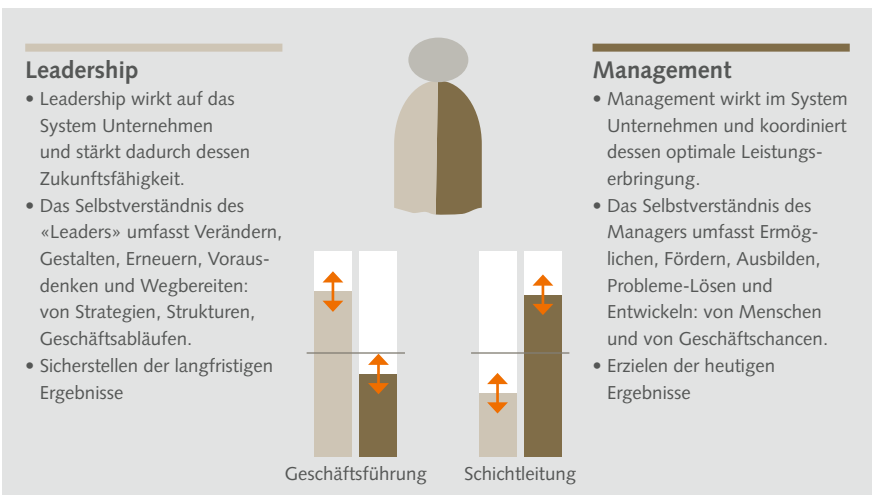 Leadership
• Leadership wirkt auf das
System Unternehmen
und stärkt dadurch dessen
Zukunftsfähigkeit.
• Das Selbstverständnis des
«Leaders» umfasst Verändern,
Gestalten, Erneuern, Voraus-
denken und Wegbereiten:
von Strategien, Strukturen,
Geschäftsabläufen.
• Sicherstellen der langfristigen
Ergebnisse
Geschäftsführung
Schichtleitung
Management
• Management wirkt im System
Unternehmen und koordiniert
dessen optimale Leistungs-
erbringung.
• Das Selbstverständnis des
Managers umfasst Ermög-
lichen, Fördern, Ausbilden,
Probleme-Lösen und
Entwickeln: von Menschen
und von Geschäftschancen.
• Erzielen der heutigen
Ergebnisse